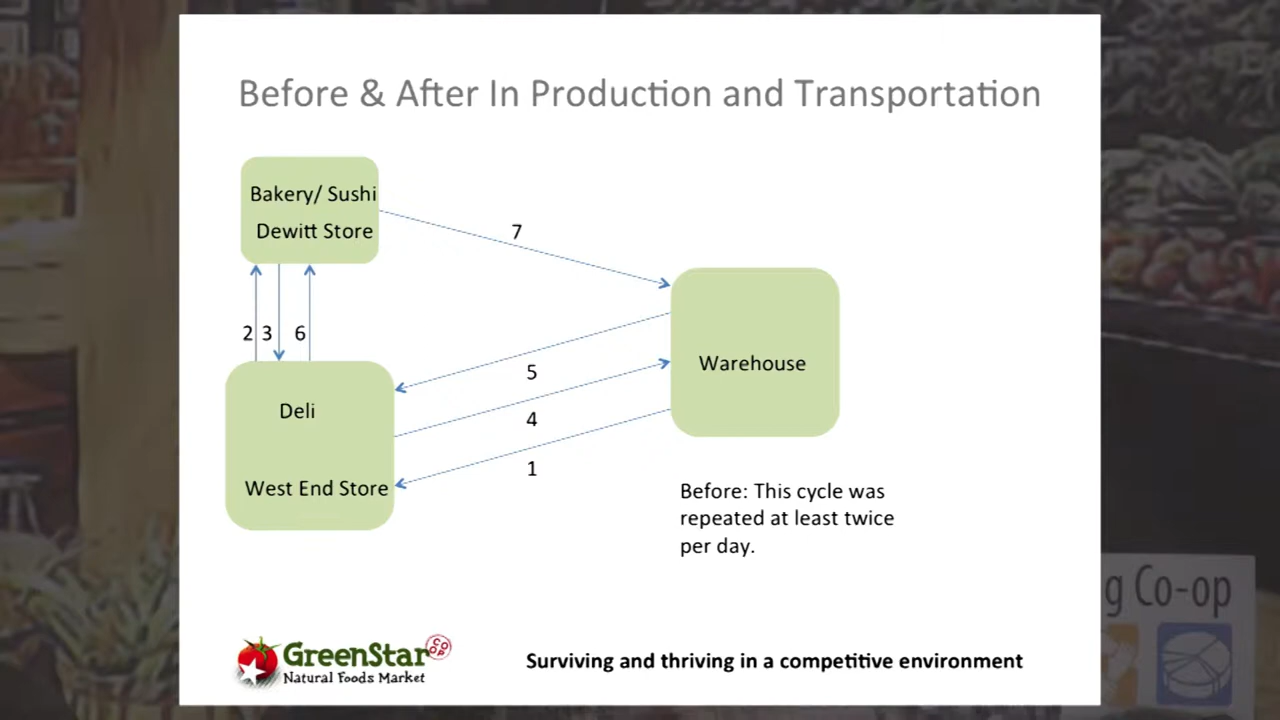 Before & After In Production and Transportation
Bakery/ Sushi
Dewitt Store
7
2 3 6
5
Warehouse
Deli
4
1
West End Store
Before: This cycle was
repeated at least twice
per day.
g Co-op
GreenStar
CO
OP
Natural Foods Market
Surviving and thriving in a competitive environment